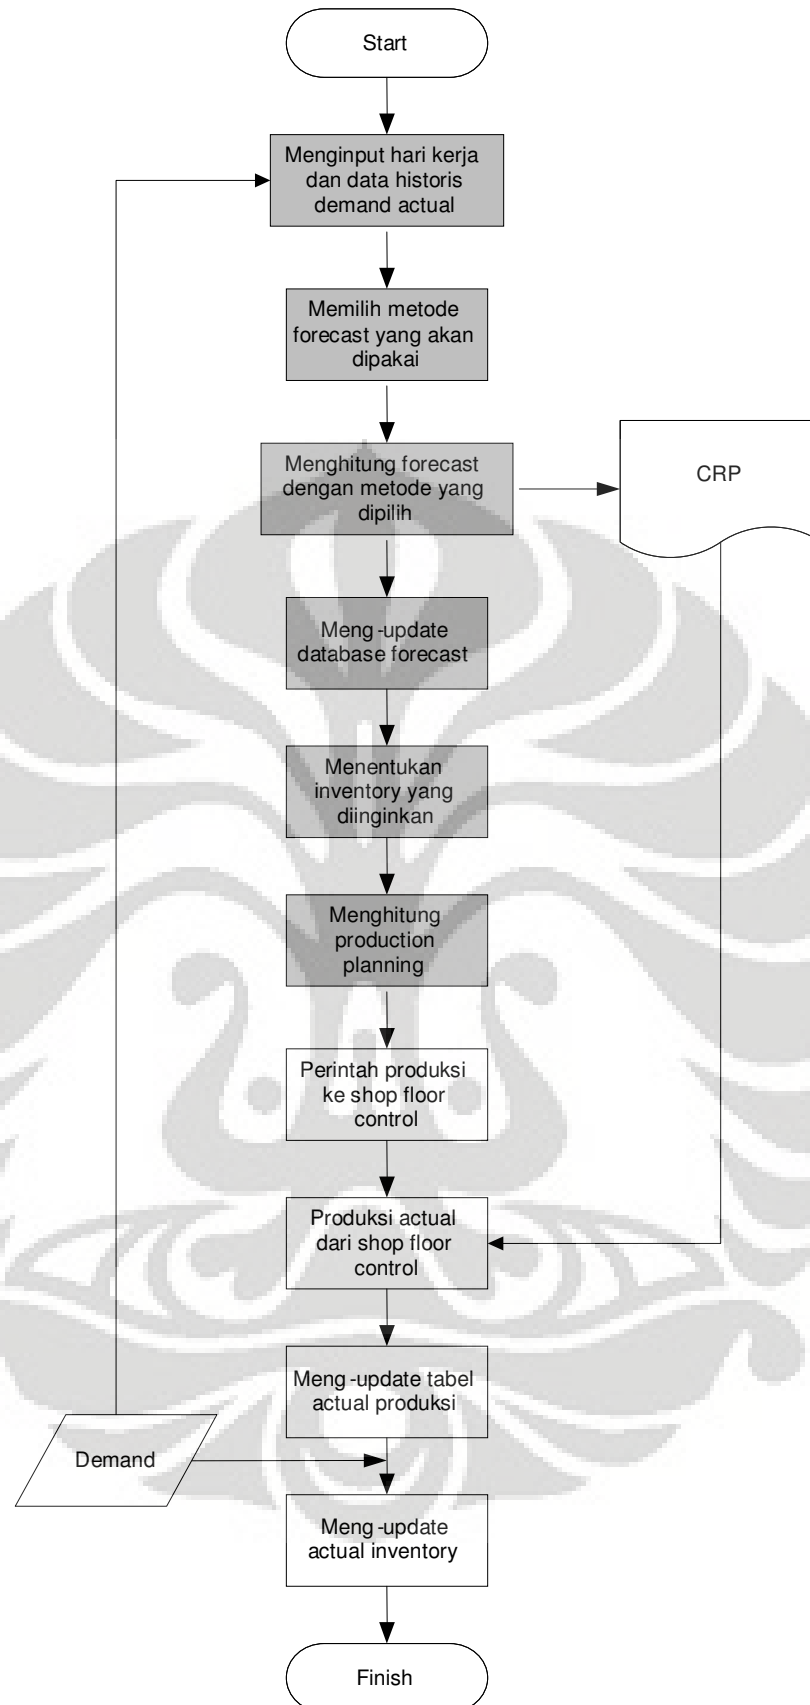 Start
Menginput hari kerja
dan data historis
demand actual
Memilih metode
forecast yang akan
dipakai
Menghitung forecast
dengan metode yang
dipilih
CRP
Meng-update
database forecast
Menentukan
inventory yang
diinginkan
Menghitung
production
planning
Perintah produksi
ke shop floor
control
Produksi actual
dari shop floor
control
Meng-update tabel
actual produksi
Demand
Meng-update
actual inventory
Finish